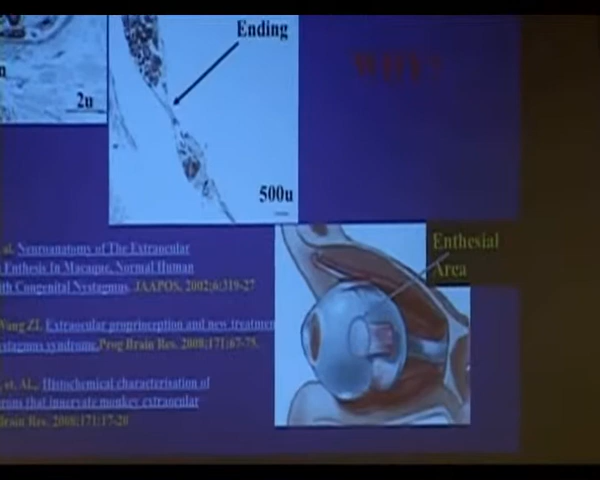 Ending
WHY?
2u
500u
al. Neuroanatomy of The Extraocular
Enthesis In Macaque, Normal Human
ith Congenital Nystagmus. JAAPOS, 2002;6:319-27
Enthesial
Area
Wang ZI. Extraocular proprioception and new treatmen
stagmus syndrome. Prog Brain Res. 2008;171:67-75.
et. AL, Histochemical characterisation of
rons that innervate monkey extraocular
Brain Res. 2008;171:17-20